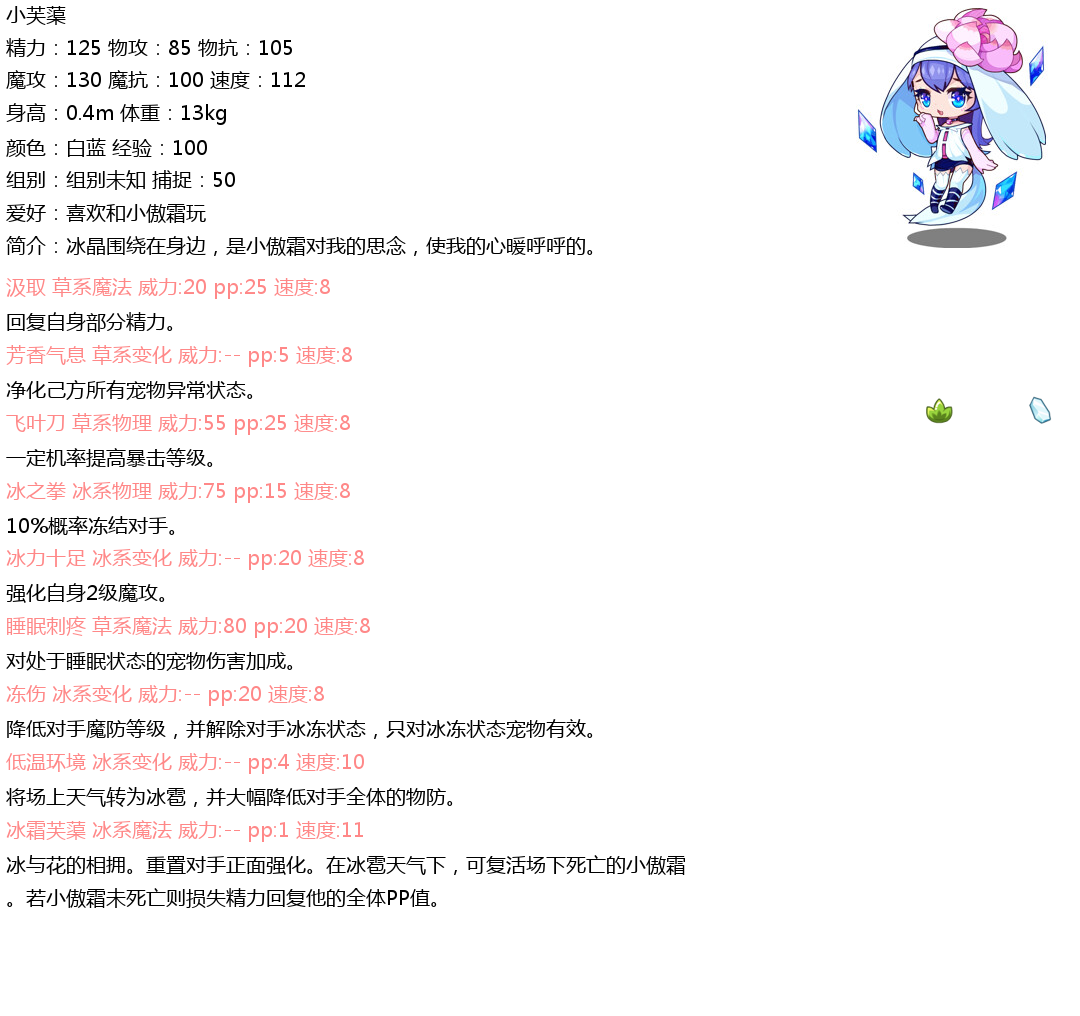 小芙蕖
精力：125 物攻：85 物抗：105
魔攻：130 魔抗：100 速度：112
身高：0.4m 体重：13kg
颜色：白蓝 经验：100
组别：组别未知 捕捉：50
爱好：喜欢和小傲霜玩
简介：冰晶围绕在身边，是小傲霜对我的思念，使我的心暖呼呼的。
汲取 草系魔法 威力:20 pp:25 速度:8
回复自身部分精力。
芳香气息 草系变化 威力:-- pp:5 速度:8
净化己方所有宠物异常状态。
飞叶刀 草系物理 威力:55 pp:25 速度:8
一定机率提高暴击等级。
冰之拳 冰系物理 威力:75 pp:15 速度:8
10%概率冻结对手。
冰力十足 冰系变化 威力:-- pp:20 速度:8
强化自身2级魔攻。
睡眠刺疼 草系魔法 威力:80 pp:20 速度:8
对处于睡眠状态的宠物伤害加成。
冻伤 冰系变化 威力:-- pp:20 速度:8
降低对手魔防等级，并解除对手冰冻状态，只对冰冻状态宠物有效。
低温环境 冰系变化 威力:-- pp:4 速度:10
将场上天气转为冰雹，并大幅降低对手全体的物防。
冰霜芙蕖 冰系魔法 威力:-- pp:1 速度:11
冰与花的相拥。重置对手正面强化。在冰雹天气下，可复活场下死亡的小傲霜
。若小傲霜未死亡则损失精力回复他的全体PP值。